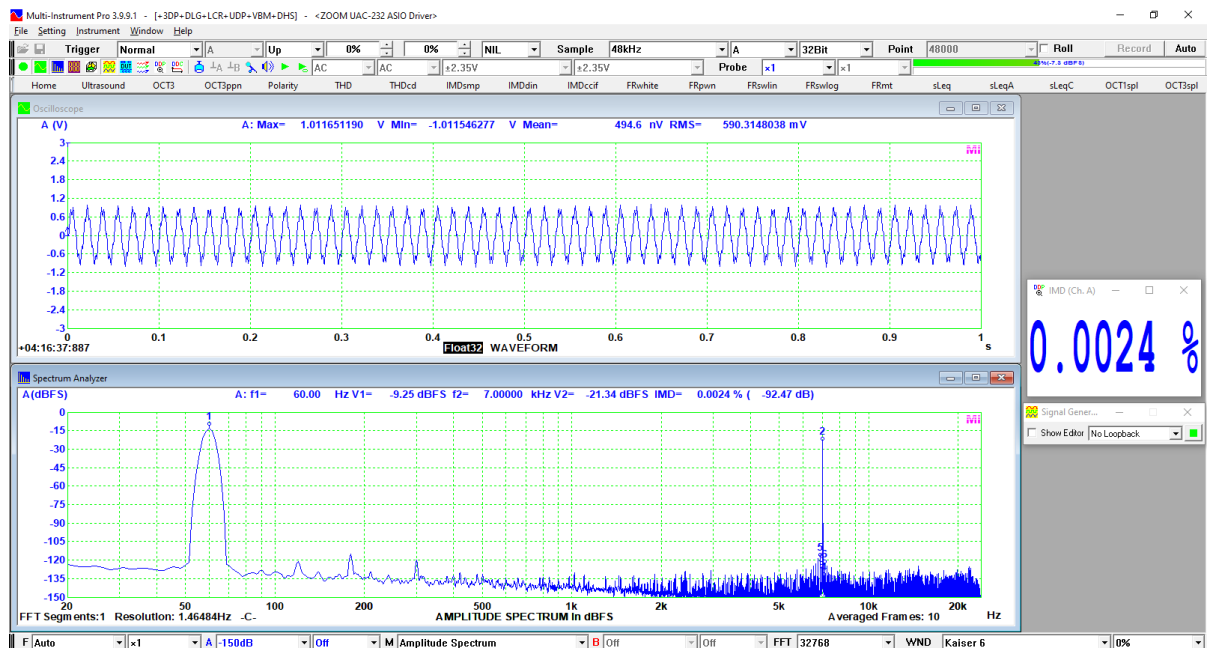 Multi-Instrument Pro 3.9.9.1 - [+3DP+DLG+LCR+UDP+VBM+DHS] - <ZOOM UAC-232 ASIO Driver>
File Setting Instrument Window Help
Trigger Normal A Up 0% 0% NIL Sample 48kHz A 32Bit Point 48000 Roll Record Auto
AC AC ±2.35V ±2.35V Probe ×1 ×1
Home Ultrasound OCT3 OCT3ppn Polarity THD THDcd IMDsmp IMDdin IMDccif FRwhite FRpwn FRswlin FRswlog FRmt sLeq sLeqA sLeqC OCT1spl OCT3spl
Oscilloscope
A (V) A: Max= 1.011651190 V Min= -1.011546277 V Mean= 494.6 nV RMS= 590.3148038 mV
3
2.4
1.8
1.2
0.6
0
-0.6
-1.2
-1.8
-2.4
-3
0 0.1 0.2 0.3 0.4 0.5 0.6 0.7 0.8 0.9 1
+04:16:37:887 Float32 WAVEFORM s
IMD (Ch. A)
0.0024 %
Spectrum Analyzer
A(dBFS) A: f1= 60.00 Hz V1= -9.25 dBFS f2= 7.00000 kHz V2= -21.34 dBFS IMD= 0.0024 % ( -92.47 dB)
Signal Gener...
Show Editor No Loopback
0
-15
-30
-45
-60
-75
-90
-105
-120
-135
-150
1
2
20 50 100 200 500 1K 2K 5K 10K 20K Hz
FFT Segments:1 Resolution: 1.46484Hz -C- AMPLITUDE SPECTRUM in dBFS Averaged Frames: 10
F Auto ×1 A -150dB Off M Amplitude Spectrum B Off Off FFT 32768 WND Kaiser 6 0%